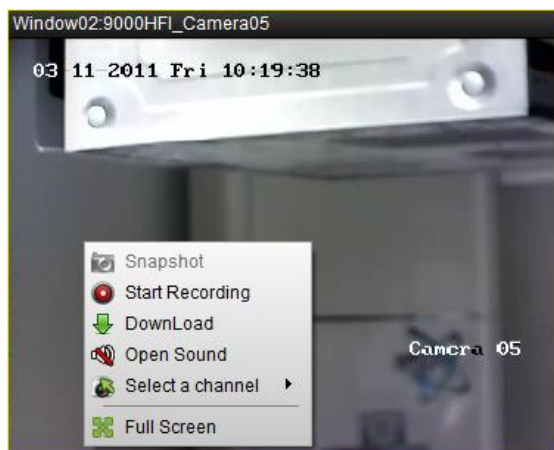 Window02:9000HFI_Camera05
03 11 2011 Fri 10:19:38
Snapshot
Start Recording
DownLoad
Open Sound
Select a channel
Full Screen
Camera 05